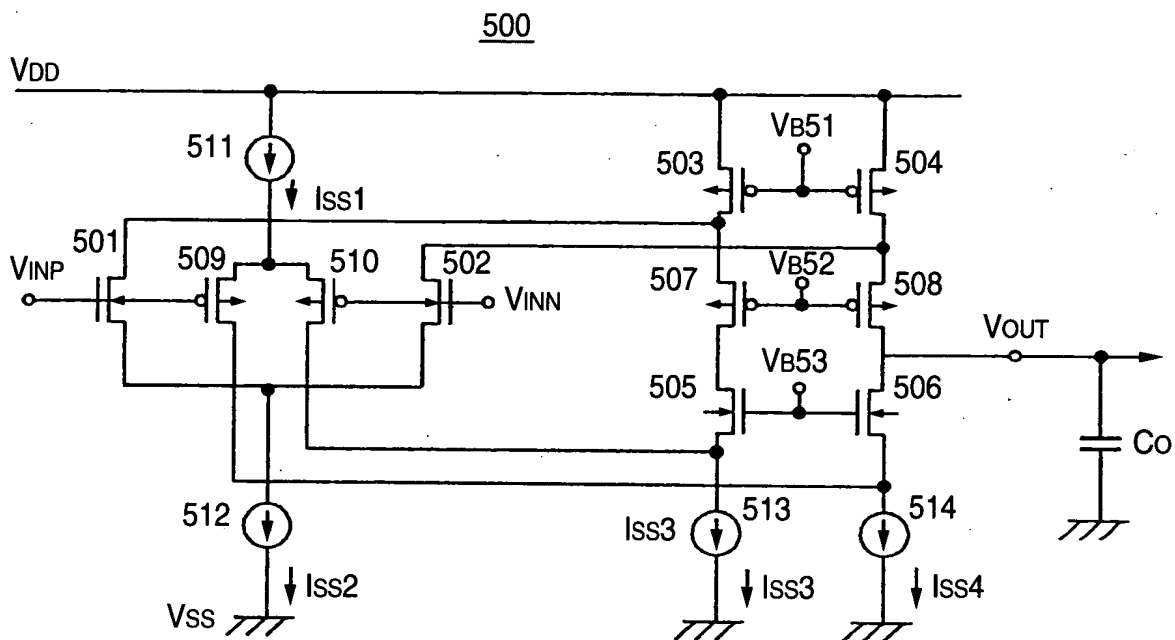 500
VDD
VB51
511
503
504
ISS1
501
509
510
502
VINP
VINN
VB52
507
508
VOUT
VB53
505
506
CO
512
ISS3
513
514
ISS2
ISS3
ISS4
VSS